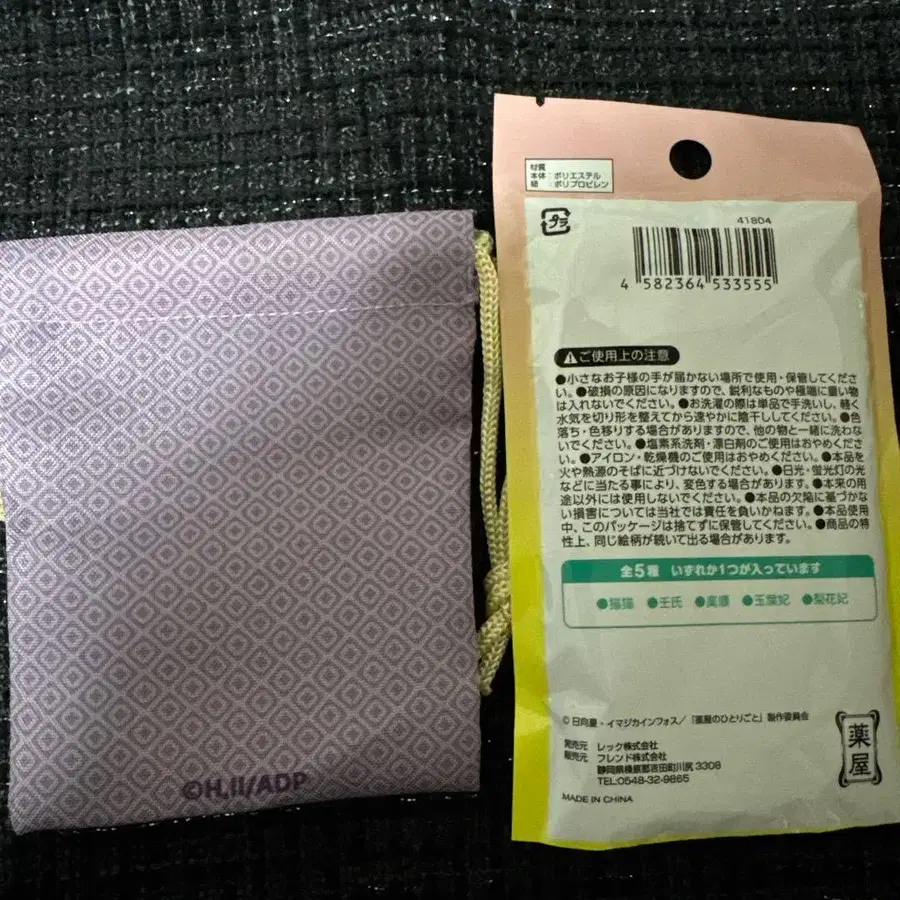 ©H,II/ADP
材質
本体：ポリエステル
紐　：ポリプロピレン
プラ
41804
4 582364 533555
ご使用上の注意
●小さなお子様の手が届かない場所で使用・保管してくださ
い。●破損の原因になりますので、鋭利なものや極端に重い物
は入れないでください。●お洗濯の際は単品で手洗いし、軽く
水気を切り形を整えてから速やかに陰干ししてください。●色
落ち・色移りする場合がありますので、他の物と一緒に洗わな
いでください。●塩素系洗剤・漂白剤のご使用はおやめくださ
い。●アイロン・乾燥機のご使用はおやめください。●本品を
火や熱源のそばに近づけないでください。●日光・蛍光灯の光
などに当たる事により、変色する場合があります。●本来の用
途以外には使用しないでください。●本品の欠陥に基づかな
い損害については当社では責任を負いかねます。●本品使用
中、このパッケージは捨てずに保管してください。●商品の特
性上、同じ絵柄が続いて出る場合があります。
全5種 いずれか1つが入っています
●猫猫 ●壬氏 ●高順 ●玉葉妃 ●梨花妃
© 日向夏・イマジカインフォス／「薬屋のひとりごと」製作委員会
発売元 レック株式会社
販売元 フレンド株式会社
静岡県榛原郡吉田町川尻 3308
TEL:0548-32-9865
MADE IN CHINA
薬屋